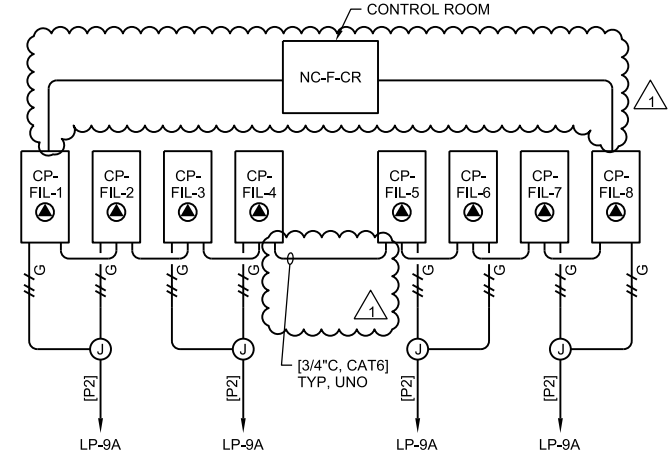 CONTROL ROOM
NC-F-CR
1
CP-
FIL-1
CP-
FIL-2
CP-
FIL-3
CP-
FIL-4
CP-
FIL-5
CP-
FIL-6
CP-
FIL-7
CP-
FIL-8
G
G
G
G
G
G
G
G
1
J
J
J
J
[3/4"C, CAT6]
TYP, UNO
[P2]
[P2]
[P2]
[P2]
LP-9A
LP-9A
LP-9A
LP-9A